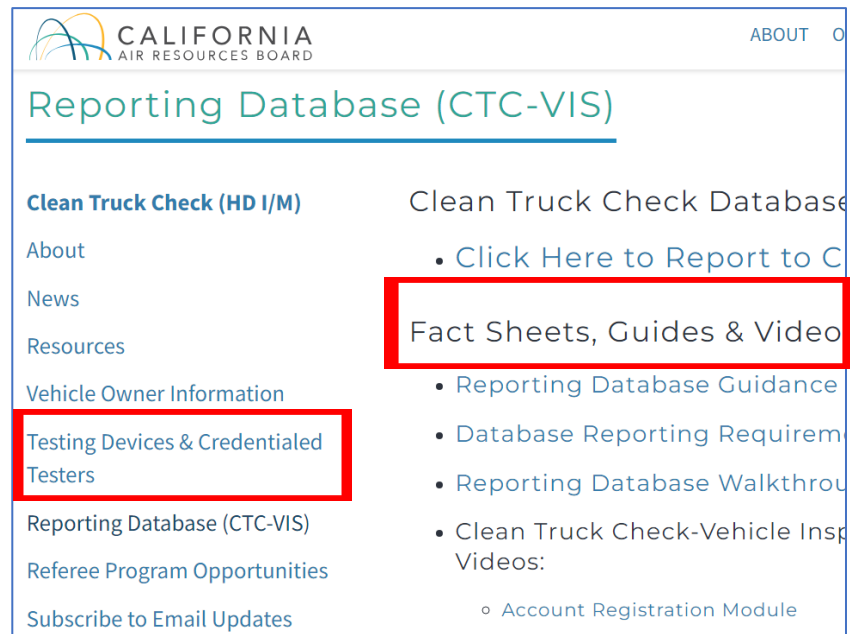 CALIFORNIA
AIR RESOURCES BOARD
ABOUT
Reporting Database (CTC-VIS)
Clean Truck Check (HD I/M)
About
News
Resources
Vehicle Owner Information
Testing Devices & Credentialed
Testers
Reporting Database (CTC-VIS)
Referee Program Opportunities
Subscribe to Email Updates
Clean Truck Check Database
Click Here to Report to C
Fact Sheets, Guides & Video
Reporting Database Guidance
Database Reporting Requirem
Reporting Database Walkthrou
Clean Truck Check-Vehicle Insp
Videos:
Account Registration Module